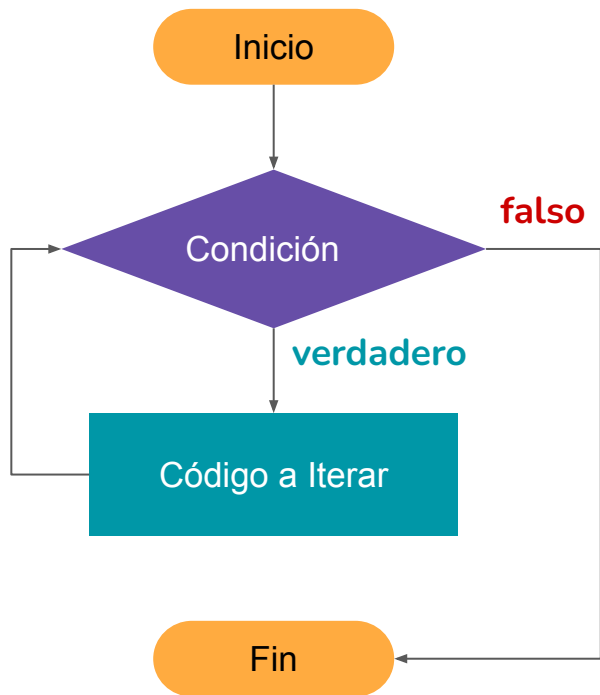 Inicio
falso
Condición
verdadero
Código a Iterar
Fin